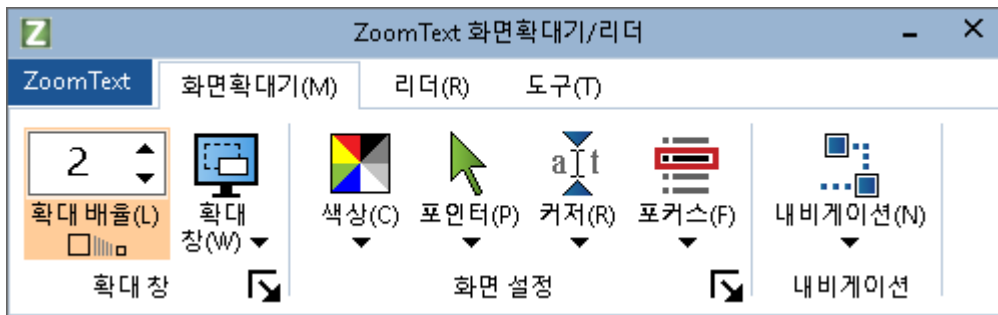 Z ZoomText 화면확대기/리더
ZoomText 화면확대기(M) 리더(R) 도구(T)
2
확대 배율(L) 확대 창(W) 색상(C) aIt 포인터(P) 커저(R) 포커스(F) 내비게이션(N)
확대 창 화면 설정 내비게이션